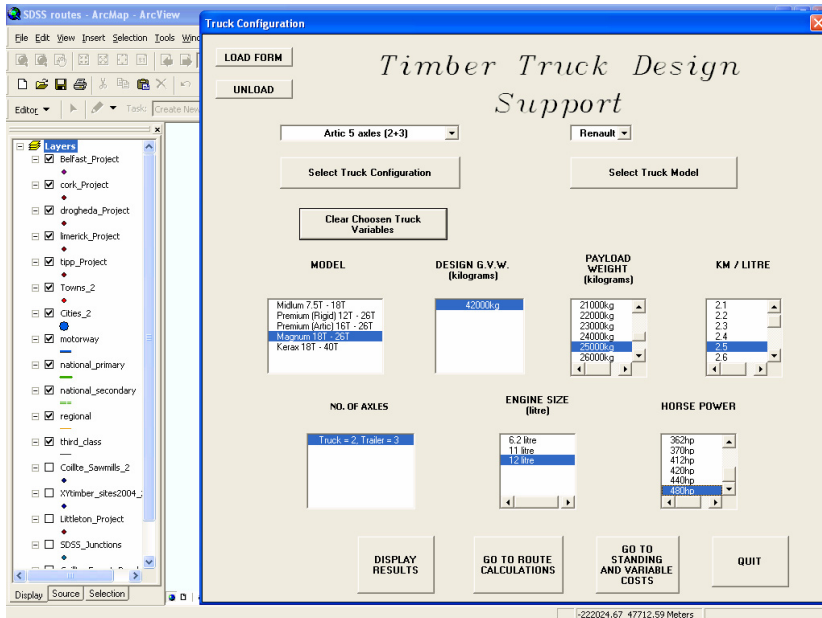 SDSS routes - ArcMap - ArcView
File Edit View Insert Selection Tools
Editor Task: Create New
Layers
Belfast_Project
cork_Project
drogheda_Project
limerick_Project
tipp_Project
Towns_2
Cities_2
motorway
national_primary
national_secondary
regional
third_class
Coillte_Sawmills_2
XYtimber_sites2004_
Littleton_Project
SDSS_Junctions
Display Source Selection
Truck Configuration
LOAD FORM
UNLOAD
Timber Truck Design
Support
Artic 5 axles (2+3)
Renault
Select Truck Configuration
Select Truck Model
Clear Choosen Truck
Variables
MODEL
Midlum 7.5T - 18T
Premium (Rigid) 12T - 26T
Premium (Artic) 16T - 26T
Magnum 18T - 26T
Kerax 18T - 40T
DESIGN G.V.W.
(kilograms)
42000kg
PAYLOAD
WEIGHT
(kilograms)
21000kg
22000kg
23000kg
24000kg
25000kg
26000kg
KM / LITRE
2.1
2.2
2.3
2.4
2.5
2.6
NO. OF AXLES
Truck = 2, Trailer = 3
ENGINE SIZE
(litre)
6.2 litre
11 litre
12 litre
HORSE POWER
362hp
370hp
412hp
420hp
440hp
480hp
DISPLAY
RESULTS
GO TO ROUTE
CALCULATIONS
GO TO
STANDING
AND VARIABLE
COSTS
QUIT
-222024.67 47712.59 Meters